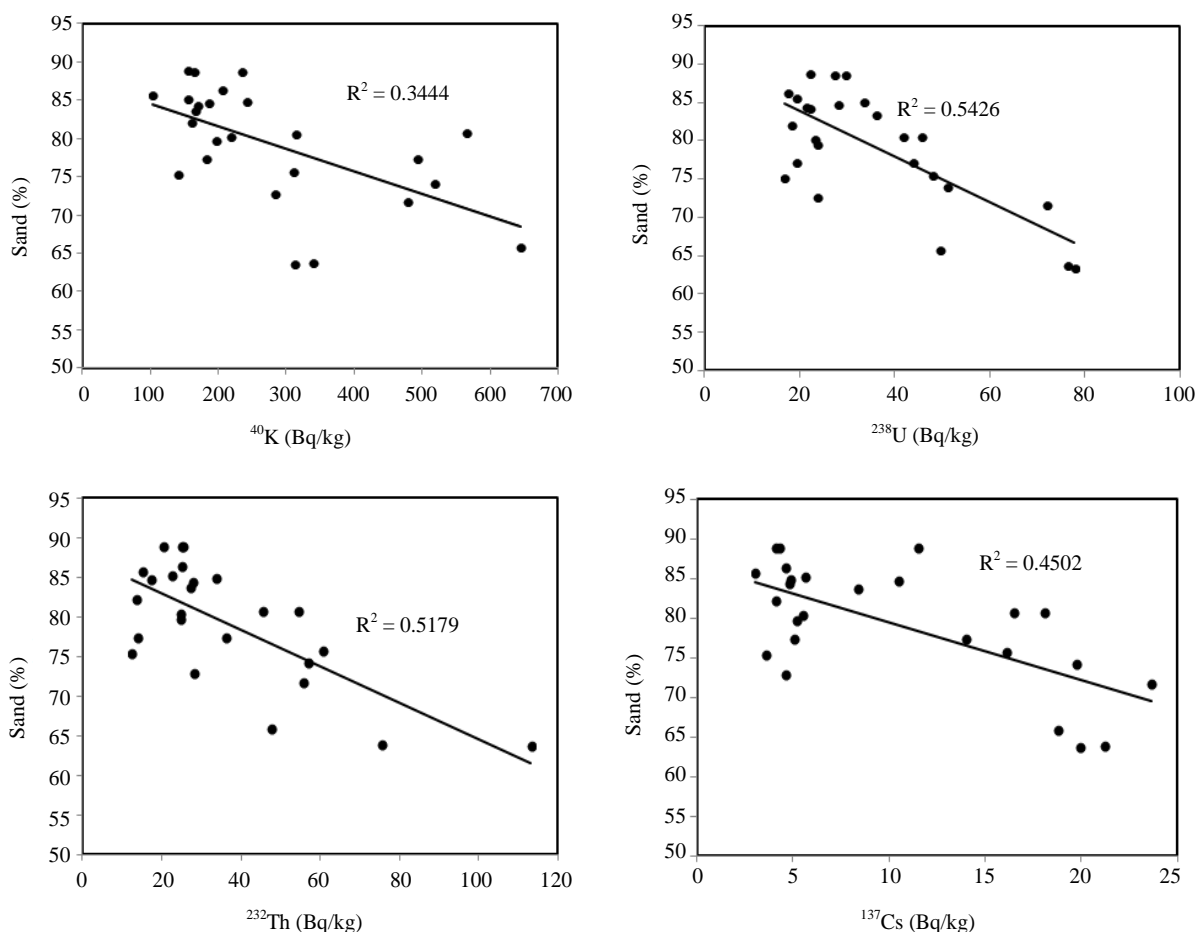 95
90
85
80
75
70
65
60
55
50
Sand (%)
R² = 0.3444
0 100 200 300 400 500 600 700
⁴⁰K (Bq/kg)
95
90
85
80
75
70
65
60
55
50
Sand (%)
R² = 0.5426
0 20 40 60 80 100
²³⁸U (Bq/kg)
95
90
85
80
75
70
65
60
55
50
Sand (%)
R² = 0.5179
0 20 40 60 80 100 120
²³²Th (Bq/kg)
95
90
85
80
75
70
65
60
55
50
Sand (%)
R² = 0.4502
0 5 10 15 20 25
¹³⁷Cs (Bq/kg)